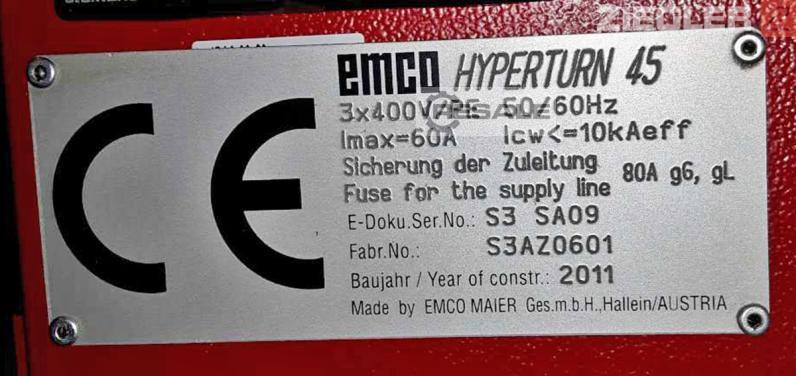 ZIEGLER
CE
emco HYPERTURN 45
3x400V/PE 50/60Hz
Imax=60A Icw<=10kAeff
Sicherung der Zuleitung
Fuse for the supply line
80A g6, gL
E-Doku.Ser.No.: S3 SA09
Fabr.No.: S3AZ0601
Baujahr / Year of constr.: 2011
Made by EMCO MAIER Ges.m.b.H.,Hallein/AUSTRIA